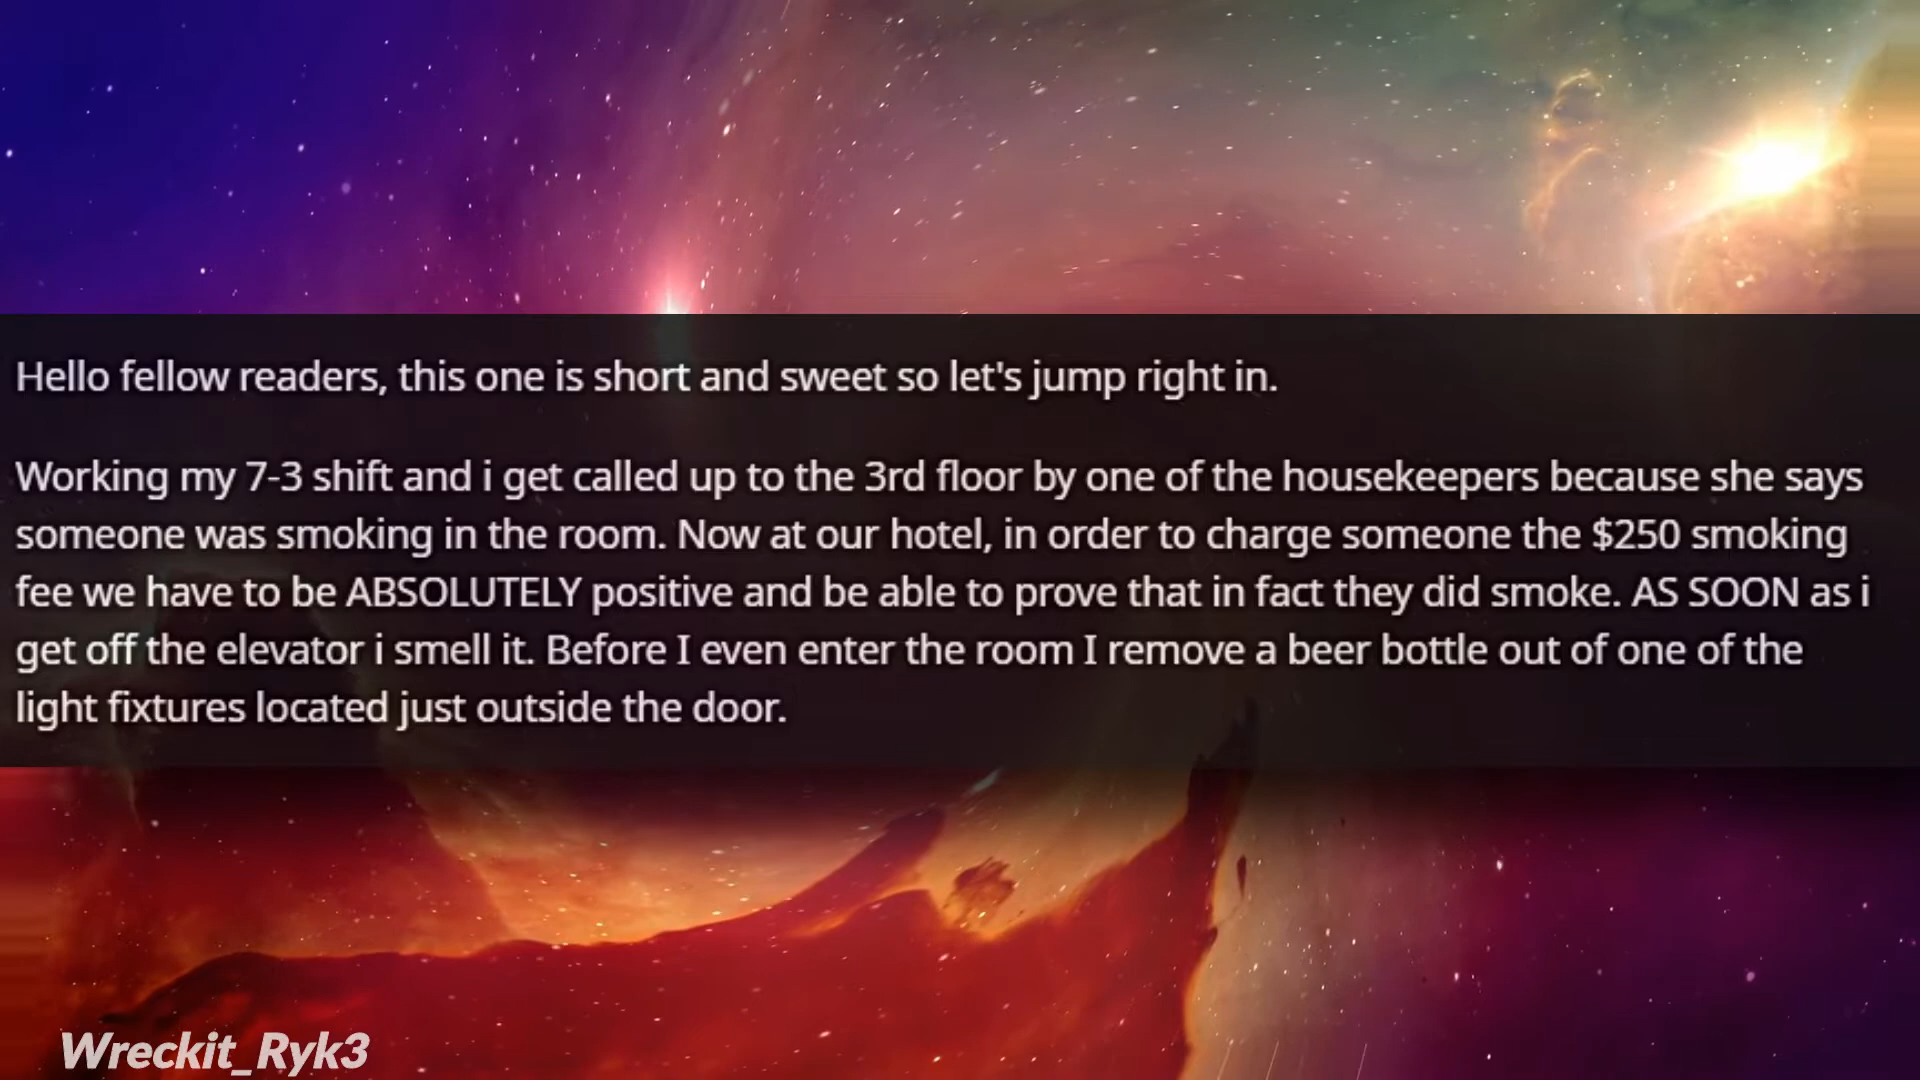 Hello fellow readers, this one is short and sweet so let's jump right in.
Working my 7-3 shift and i get called up to the 3rd floor by one of the housekeepers because she says
someone was smoking in the room. Now at our hotel, in order to charge someone the $250 smoking
fee we have to be ABSOLUTELY positive and be able to prove that in fact they did smoke. AS SOON as i
get off the elevator i smell it. Before I even enter the room I remove a beer bottle out of one of the
light fixtures located just outside the door.
Wreckit_Ryk3